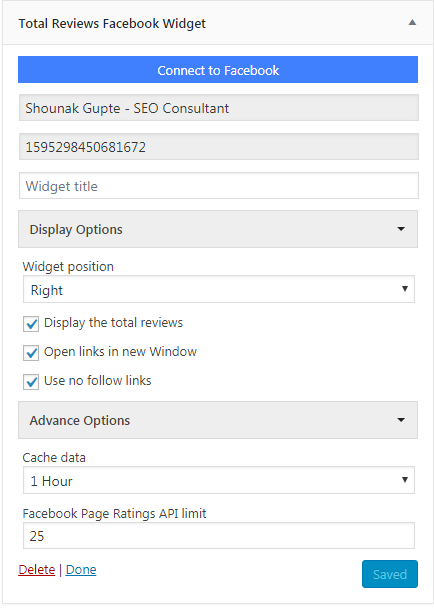 Total Reviews Facebook Widget
Connect to Facebook
Shounak Gupte - SEO Consultant
1595298450681672
Widget title
Display Options
Widget position
Right
Display the total reviews
Open links in new Window
Use no follow links
Advance Options
Cache data
1 Hour
Facebook Page Ratings API limit
25
Delete | Done Saved